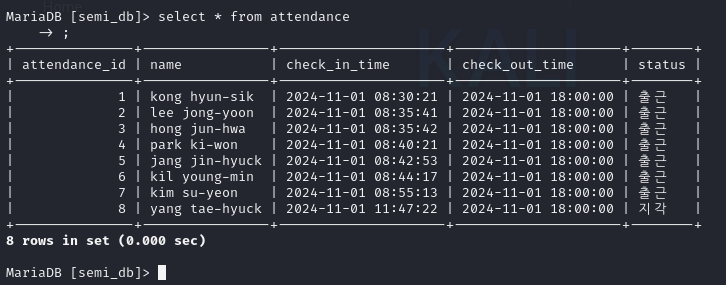 MariaDB [semi_db]> select * from attendance
    -> ;
+---------------+----------------+---------------------+---------------------+--------+
| attendance_id | name           | check_in_time       | check_out_time      | status |
+---------------+----------------+---------------------+---------------------+--------+
|             1 | kong hyun-sik  | 2024-11-01 08:30:21 | 2024-11-01 18:00:00 | 출근   |
|             2 | lee jong-yoon  | 2024-11-01 08:35:41 | 2024-11-01 18:00:00 | 출근   |
|             3 | hong jun-hwa   | 2024-11-01 08:35:42 | 2024-11-01 18:00:00 | 출근   |
|             4 | park ki-won    | 2024-11-01 08:40:21 | 2024-11-01 18:00:00 | 출근   |
|             5 | jang jin-hyuck | 2024-11-01 08:42:53 | 2024-11-01 18:00:00 | 출근   |
|             6 | kil young-min  | 2024-11-01 08:44:17 | 2024-11-01 18:00:00 | 출근   |
|             7 | kim su-yeon    | 2024-11-01 08:55:13 | 2024-11-01 18:00:00 | 출근   |
|             8 | yang tae-hyuck | 2024-11-01 11:47:22 | 2024-11-01 18:00:00 | 지각   |
+---------------+----------------+---------------------+---------------------+--------+
8 rows in set (0.000 sec)
MariaDB [semi_db]>
Home
KALI